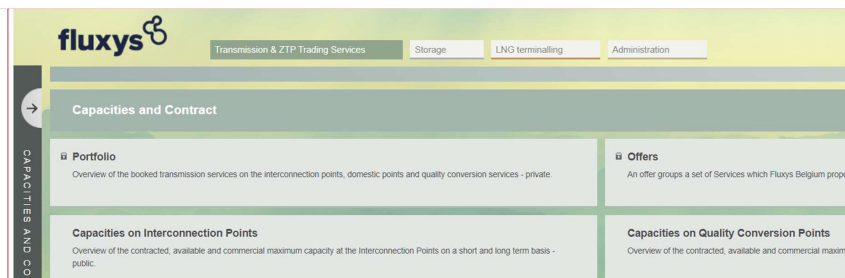 fluxys
Transmission & ZTP Trading Services
Storage
LNG terminalling
Administration
Capacities and Contract
CAPACITIES AND CO
Portfolio
Overview of the booked transmission services on the interconnection points, domestic points and quality conversion services - private.
Offers
An offer groups a set of Services which Fluxys Belgium
Capacities on Interconnection Points
Overview of the contracted, available and commercial maximum capacity at the Interconnection Points on a short and long term basis -
public.
Capacities on Quality Conversion Points
Overview of the contracted, available and commercial